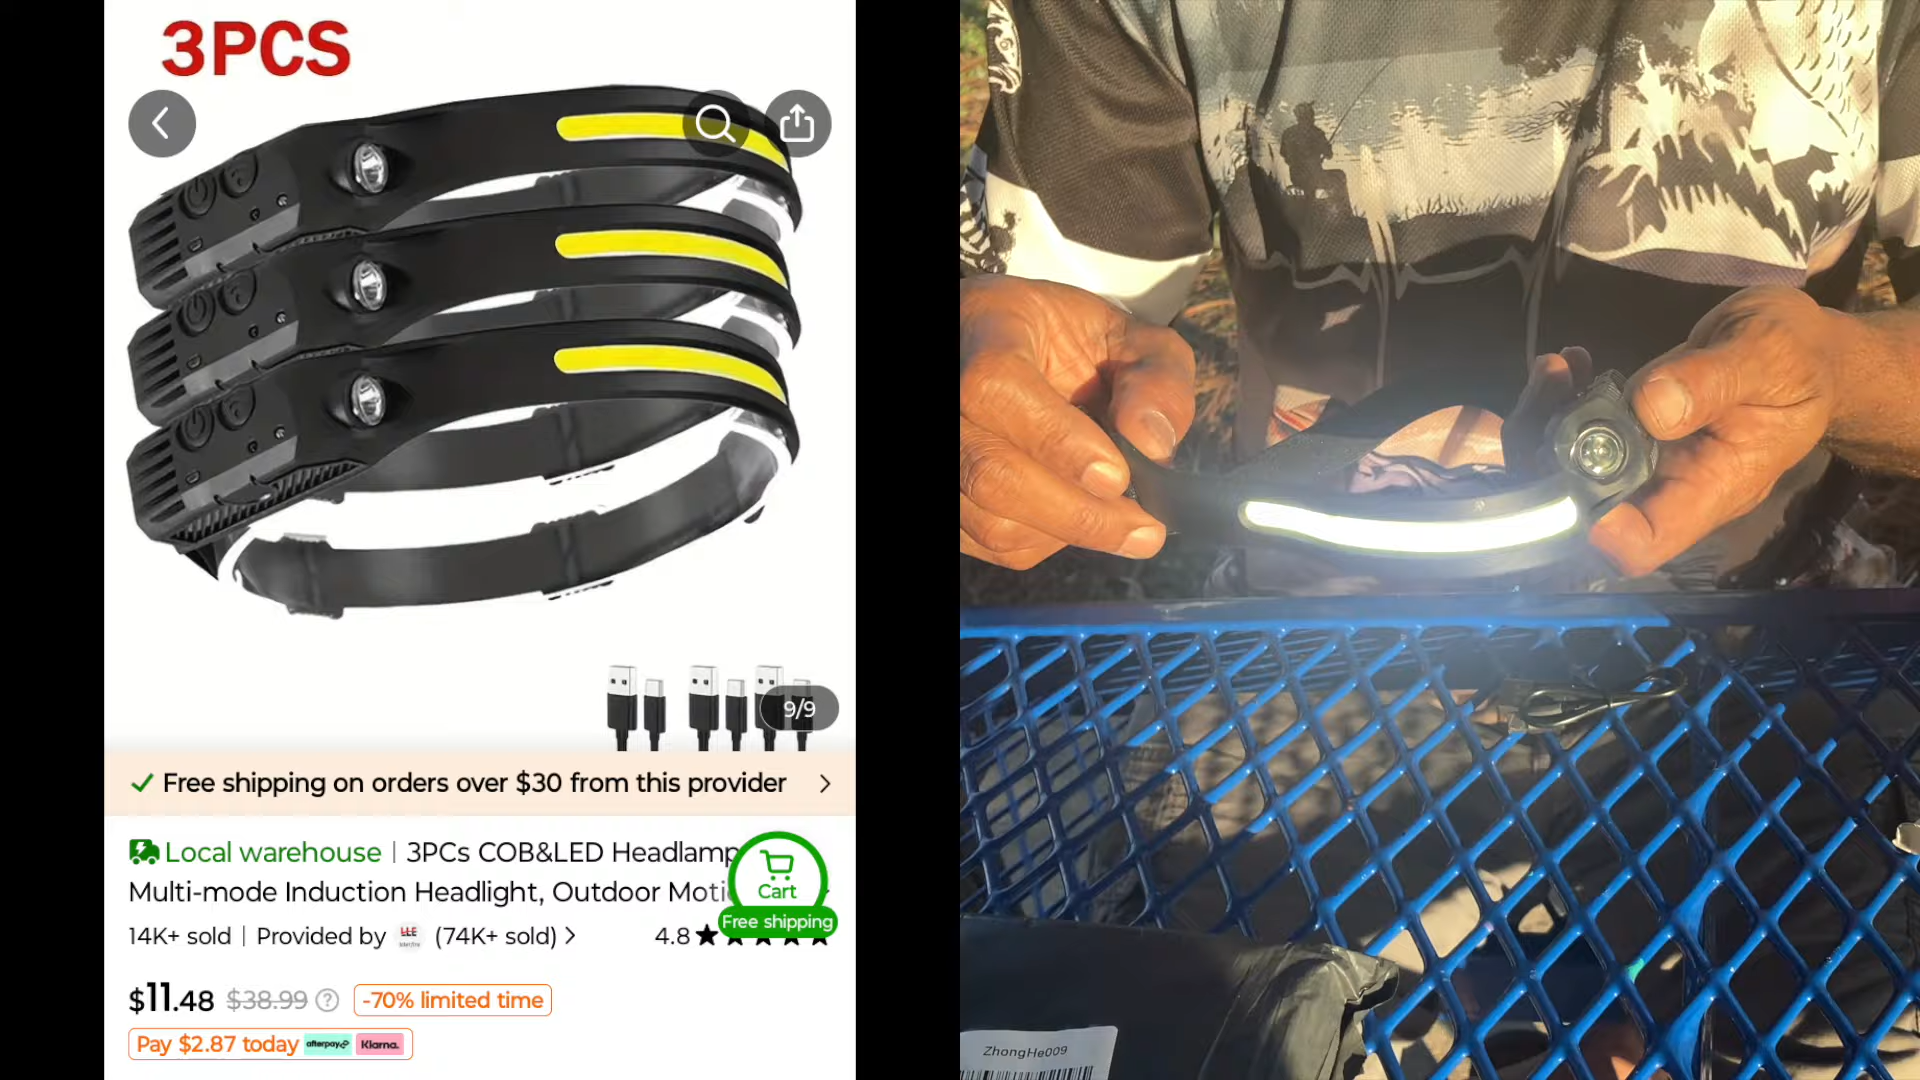 3PCS
9/9
Free shipping on orders over $30 from this provider
Local warehouse | 3PCs COB&LED Headlamp
Multi-mode Induction Headlight, Outdoor Moti
Cart
Free shipping
14K+ sold | Provided by (74K+ sold)
4.8
$11.48 $38.99 -70% limited time
Pay $2.87 today afterpay Klarna.
ZhongHe009